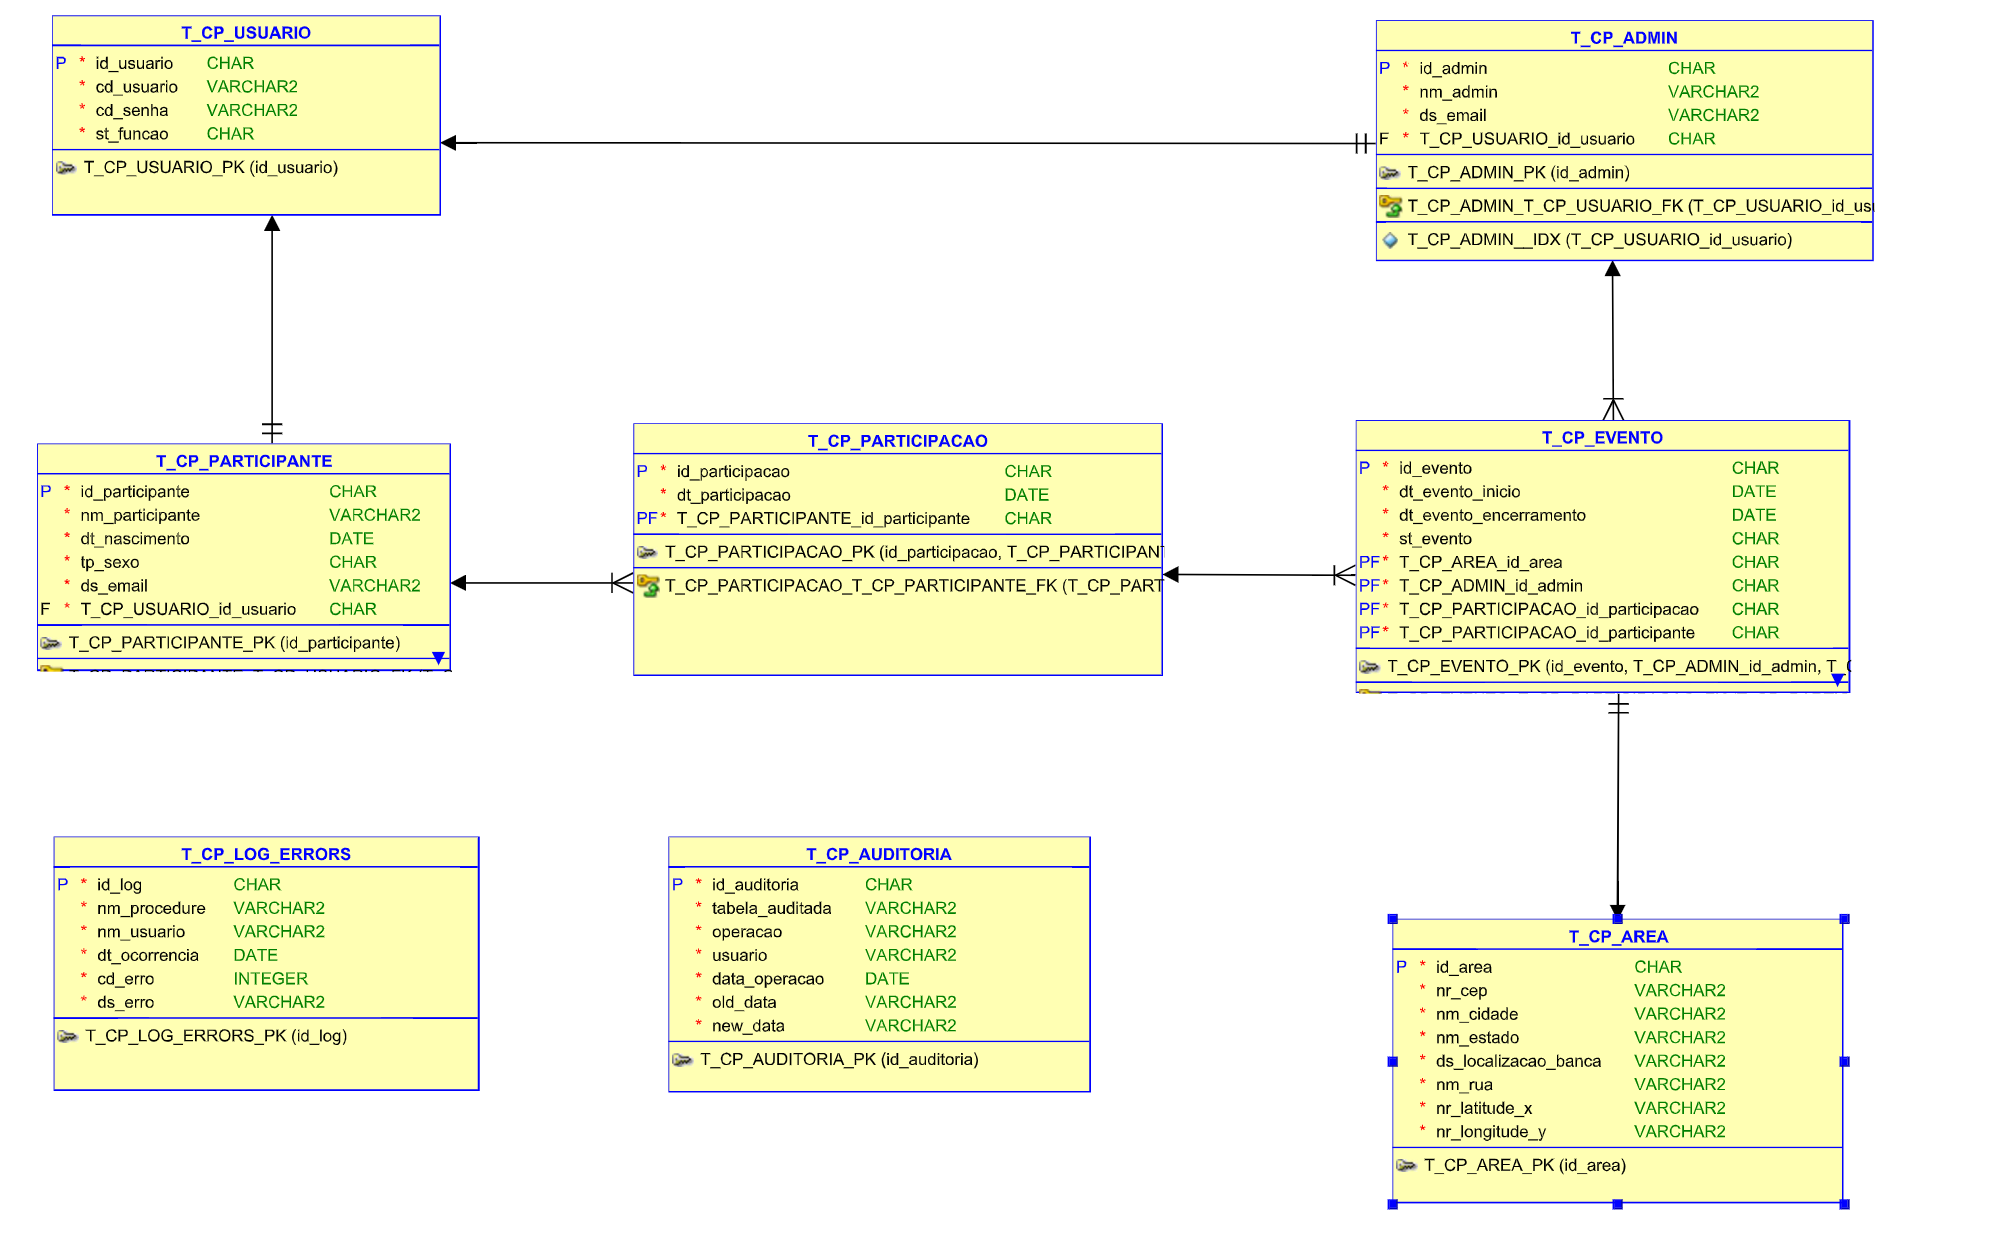 T_CP_USUARIO
P * id_usuario CHAR
* cd_usuario VARCHAR2
* cd_senha VARCHAR2
* st_funcao CHAR
T_CP_USUARIO_PK (id_usuario)
T_CP_ADMIN
P * id_admin CHAR
* nm_admin VARCHAR2
* ds_email VARCHAR2
F * T_CP_USUARIO_id_usuario CHAR
T_CP_ADMIN_PK (id_admin)
T_CP_ADMIN_T_CP_USUARIO_FK (T_CP_USUARIO_id_us
T_CP_ADMIN__IDX (T_CP_USUARIO_id_usuario)
T_CP_PARTICIPANTE
P * id_participante CHAR
* nm_participante VARCHAR2
* dt_nascimento DATE
* tp_sexo CHAR
* ds_email VARCHAR2
F * T_CP_USUARIO_id_usuario CHAR
T_CP_PARTICIPANTE_PK (id_participante)
T_CP_PARTICIPACAO
P * id_participacao CHAR
* dt_participacao DATE
PF * T_CP_PARTICIPANTE_id_participante CHAR
T_CP_PARTICIPACAO_PK (id_participacao, T_CP_PARTICIPANT
T_CP_PARTICIPACAO_T_CP_PARTICIPANTE_FK (T_CP_PART
T_CP_EVENTO
P * id_evento CHAR
* dt_evento_inicio DATE
* dt_evento_encerramento DATE
* st_evento CHAR
PF * T_CP_AREA_id_area CHAR
PF * T_CP_ADMIN_id_admin CHAR
PF * T_CP_PARTICIPACAO_id_participacao CHAR
PF * T_CP_PARTICIPACAO_id_participante CHAR
T_CP_EVENTO_PK (id_evento, T_CP_ADMIN_id_admin, T_
T_CP_LOG_ERRORS
P * id_log CHAR
* nm_procedure VARCHAR2
* nm_usuario VARCHAR2
* dt_ocorrencia DATE
* cd_erro INTEGER
* ds_erro VARCHAR2
T_CP_LOG_ERRORS_PK (id_log)
T_CP_AUDITORIA
P * id_auditoria CHAR
* tabela_auditada VARCHAR2
* operacao VARCHAR2
* usuario VARCHAR2
* data_operacao DATE
* old_data VARCHAR2
* new_data VARCHAR2
T_CP_AUDITORIA_PK (id_auditoria)
T_CP_AREA
P * id_area CHAR
* nr_cep VARCHAR2
* nm_cidade VARCHAR2
* nm_estado VARCHAR2
* ds_localizacao_banca VARCHAR2
* nm_rua VARCHAR2
* nr_latitude_x VARCHAR2
* nr_longitude_y VARCHAR2
T_CP_AREA_PK (id_area)